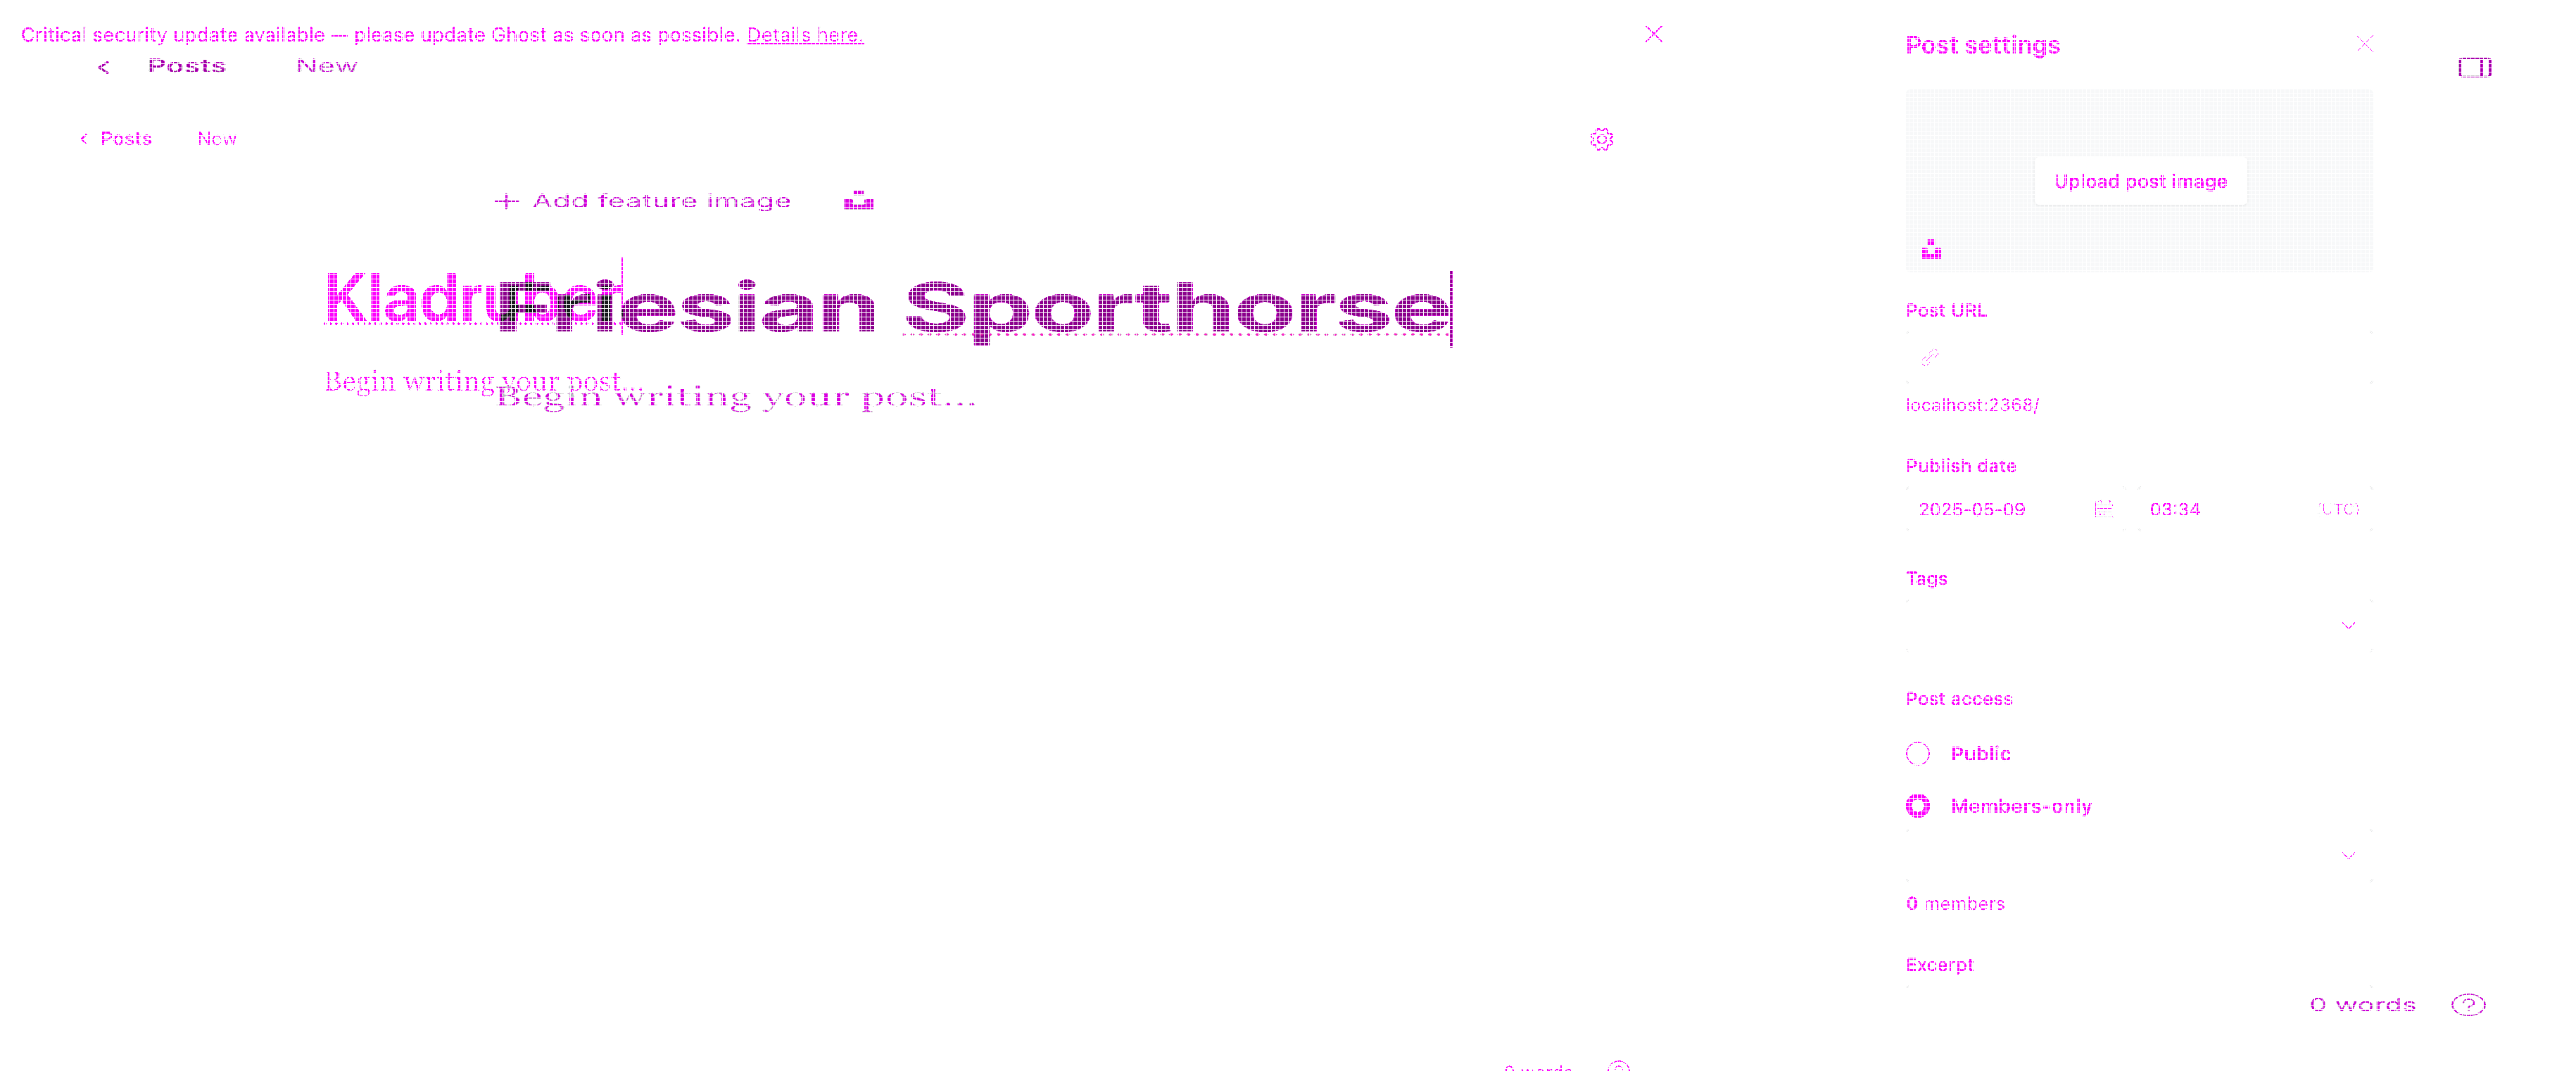 Critical security update available — please update Ghost as soon as possible. Details here.
Posts New
Posts New
Add feature image
Kladruber
Friesian Sporthorse
Begin writing your post...
Begin writing your post...
0 words
Post settings
Upload post image
Post URL
localhost:2368/
Publish date
2025-05-09 03:34 (UTC)
Tags
Post access
Public
Members-only
0 members
Excerpt
0 words